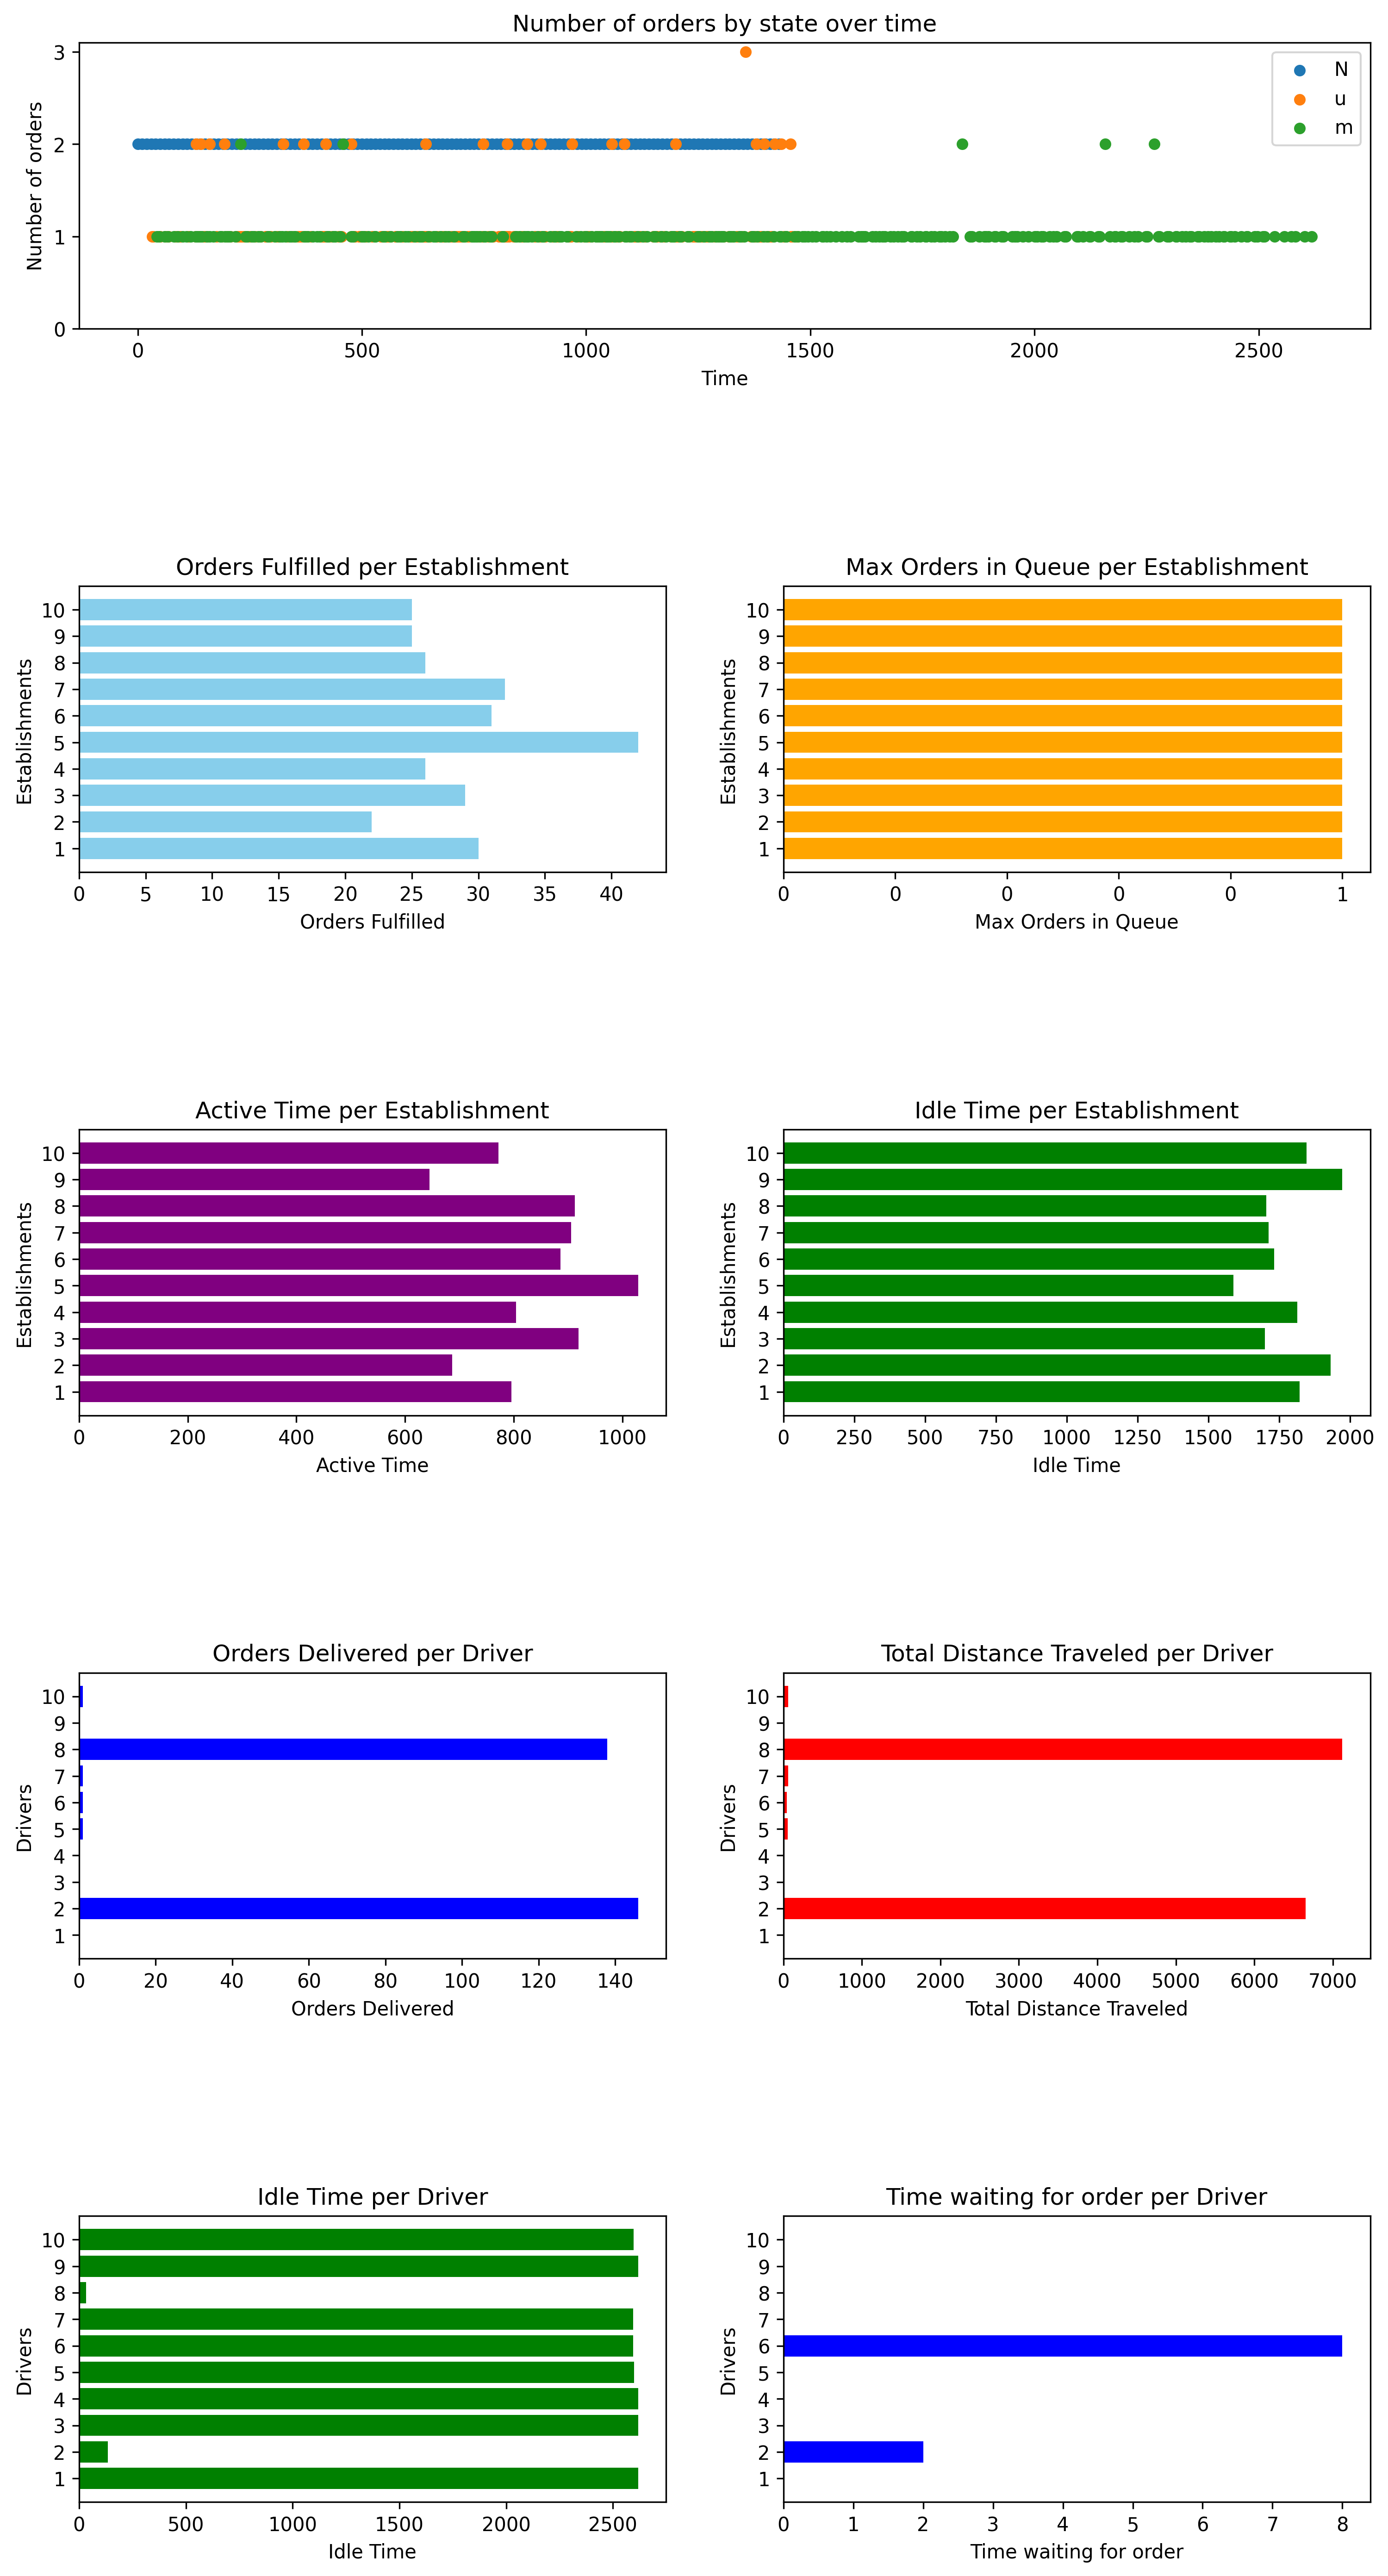 Number of orders by state over time
Number of orders
3
2
1
0
N
u
m
0 500 1000 1500 2000 2500
Time
Orders Fulfilled per Establishment
Establishments
10
9
8
7
6
5
4
3
2
1
0 5 10 15 20 25 30 35 40
Orders Fulfilled
Max Orders in Queue per Establishment
Establishments
10
9
8
7
6
5
4
3
2
1
0 0 0 0 0 1
Max Orders in Queue
Active Time per Establishment
Establishments
10
9
8
7
6
5
4
3
2
1
0 200 400 600 800 1000
Active Time
Idle Time per Establishment
Establishments
10
9
8
7
6
5
4
3
2
1
0 250 500 750 1000 1250 1500 1750 2000
Idle Time
Orders Delivered per Driver
Drivers
10
9
8
7
6
5
4
3
2
1
0 20 40 60 80 100 120 140
Orders Delivered
Total Distance Traveled per Driver
Drivers
10
9
8
7
6
5
4
3
2
1
0 1000 2000 3000 4000 5000 6000 7000
Total Distance Traveled
Idle Time per Driver
Drivers
10
9
8
7
6
5
4
3
2
1
0 500 1000 1500 2000 2500
Idle Time
Time waiting for order per Driver
Drivers
10
9
8
7
6
5
4
3
2
1
0 1 2 3 4 5 6 7 8
Time waiting for order